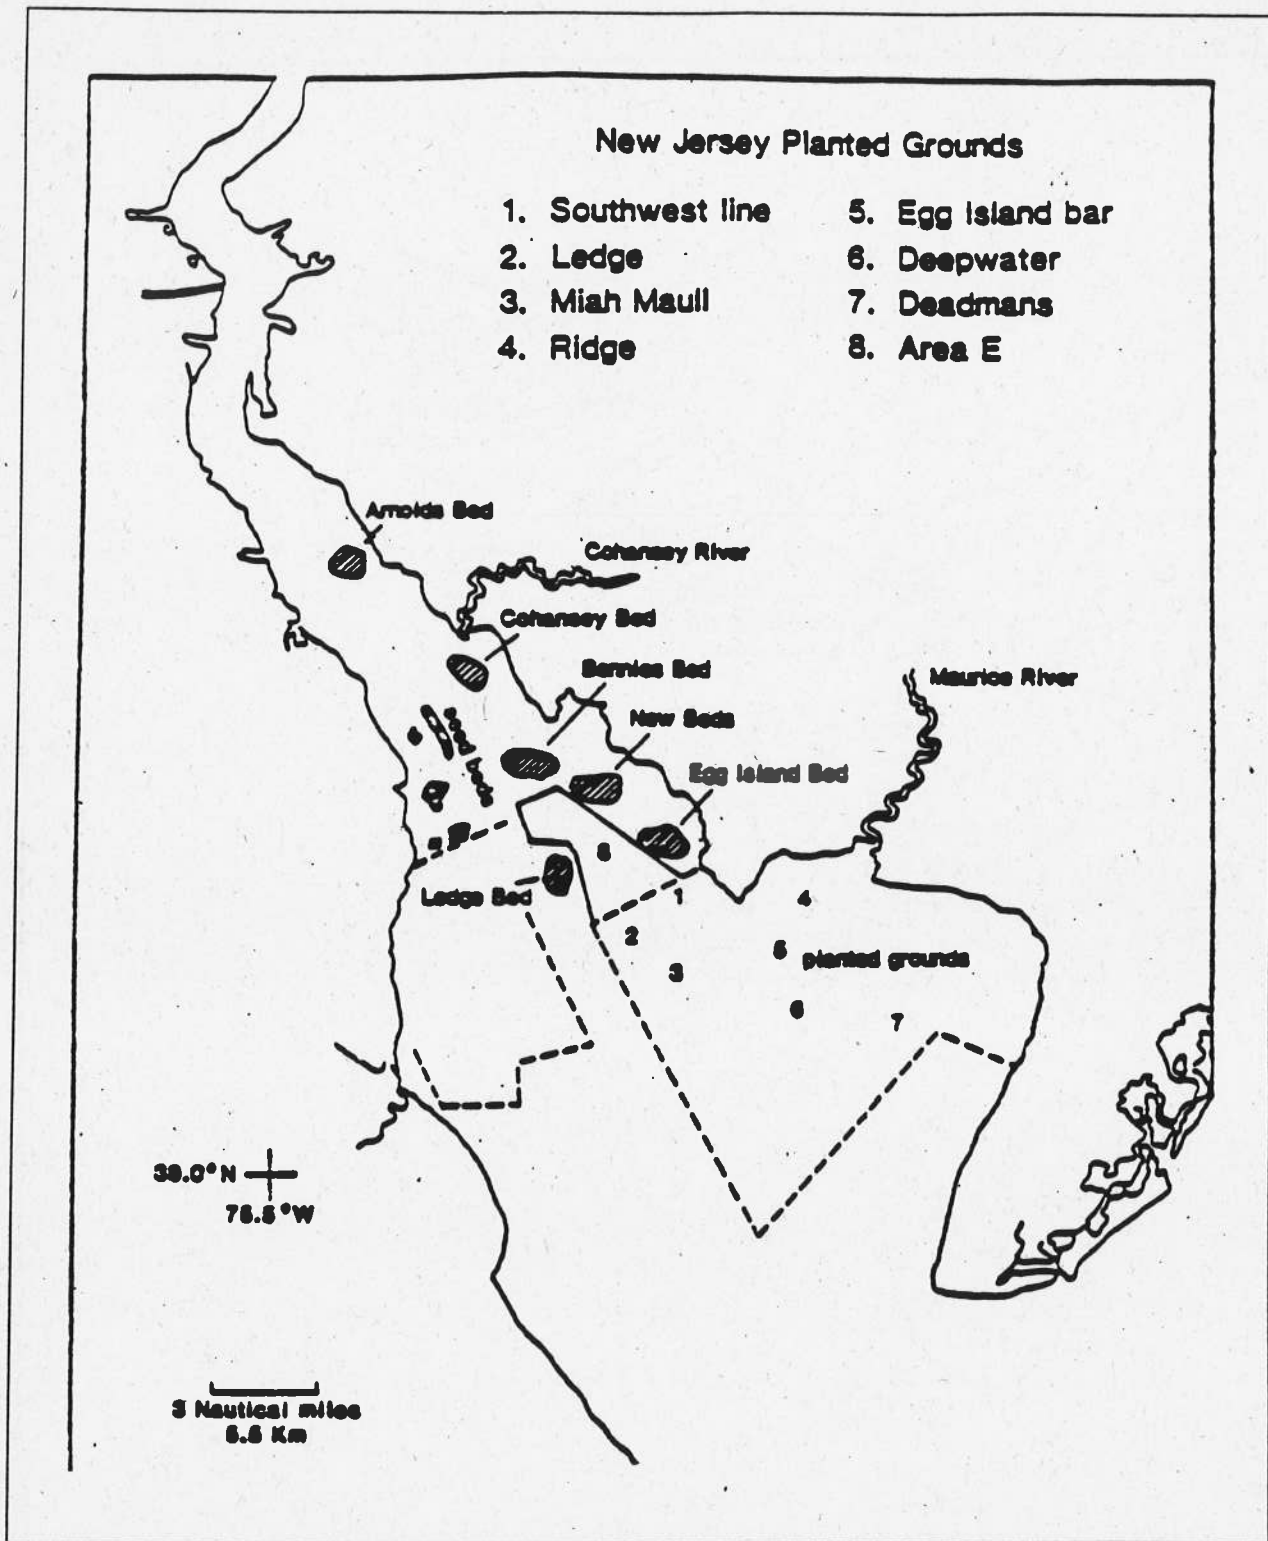 New Jersey Planted Grounds
1. Southwest line
2. Ledge
3. Miah Maull
4. Ridge
5. Egg Island bar
6. Deepwater
7. Deadmans
8. Area E
Arnolds Bed
Cohansey River
Cohansey Bed
Bennies Bed
Maurice River
New Beds
seed beds
Egg Island Bed
8
Ledge Bed
1
4
2
5
planted grounds
3
6
7
39.0°N
75.5°W
3 Nautical miles
5.5 Km